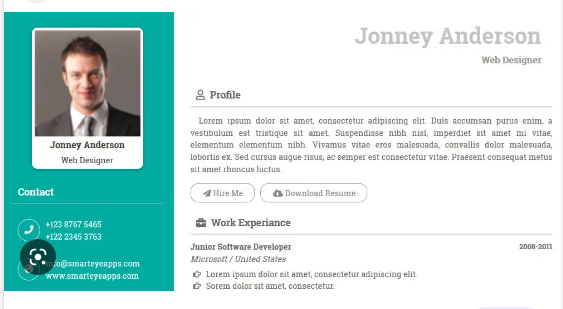 Jonney Anderson
Web Designer
Jonney Anderson
Web Designer
Contact
+123 8767 5465
+122 2345 3763
info@smarteyeapps.com
www.smarteyeapps.com
Profile
Lorem ipsum dolor sit amet, consectetur adipiscing elit. Duis accumsan purus enim, a
vestibulum est tristique sit amet. Suspendisse nibh nisl, imperdiet sit amet mi vitae,
elementum elementum nibh. Vivamus vitae eros malesuada, convallis dolor malesuada,
lobortis ex. Sed cursus augue risus, ac semper est consectetur vitae. Praesent consequat metus
sit amet rhoncus luctus.
Hire Me
Download Resume
Work Experiance
Junior Software Developer 2008-2011
Microsoft / United States
Lorem ipsum dolor sit amet, consectetur adipiscing elit.
Sorem dolor sit amet, consectetur.